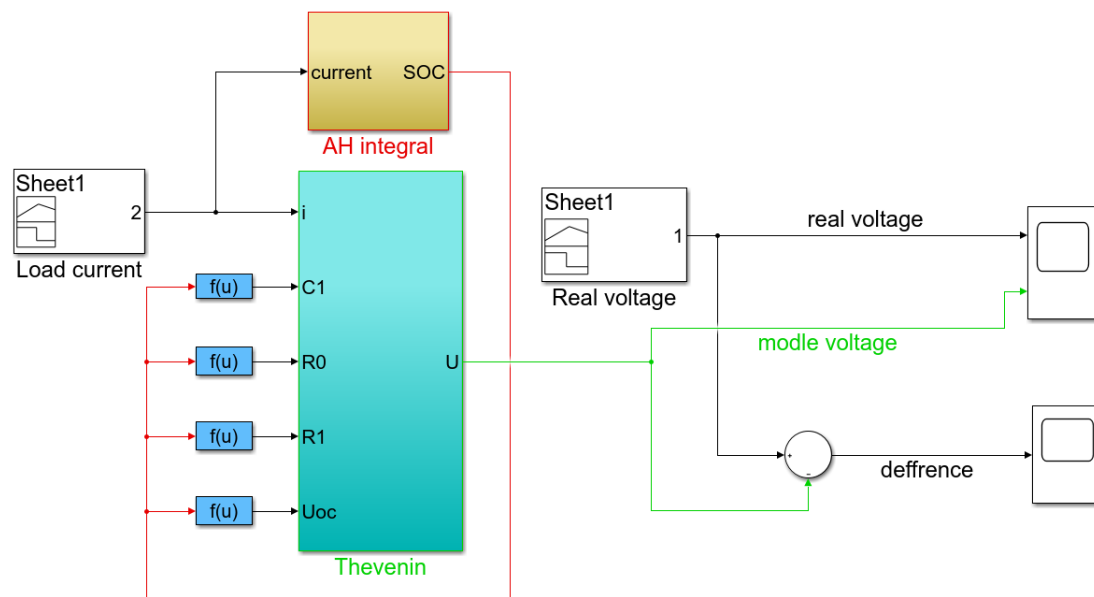 current SOC
AH integral
Sheet1
2
Load current
i
f(u) C1
f(u) R0
U
f(u) R1
f(u) Uoc
Thevenin
Sheet1
1
Real voltage
real voltage
modle voltage
+
−
deffrence